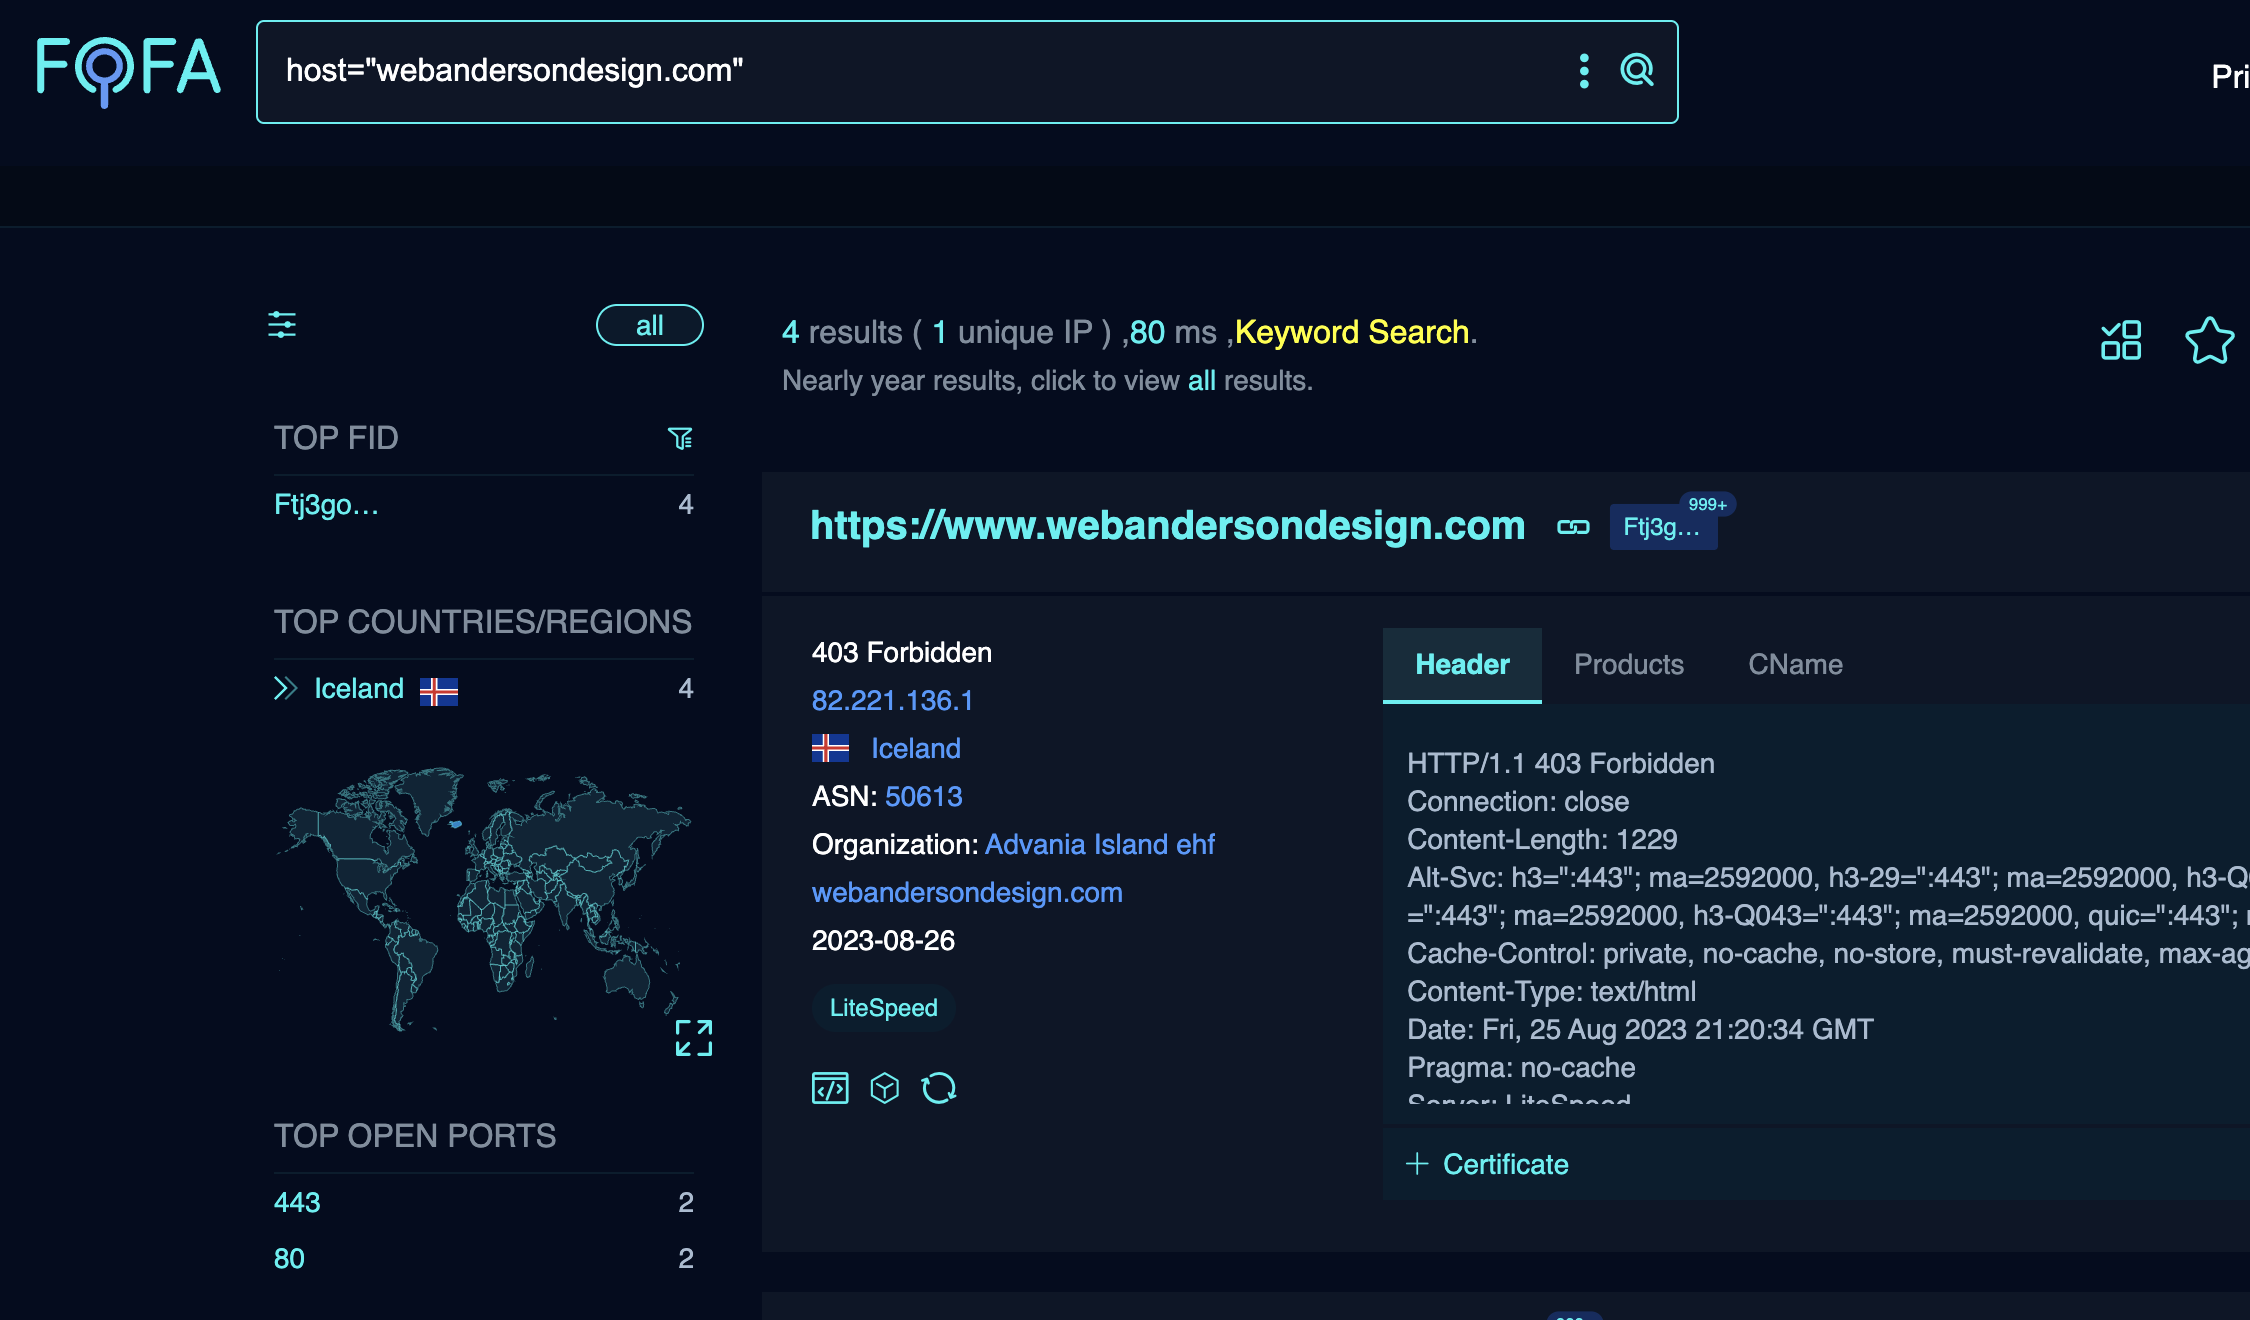 FOFA
host="webandersondesign.com"
Pri
all
4 results ( 1 unique IP ) ,80 ms ,Keyword Search.
Nearly year results, click to view all results.
TOP FID
Ftj3go... 4
TOP COUNTRIES/REGIONS
Iceland 4
TOP OPEN PORTS
443 2
80 2
https://www.webandersondesign.com
Ftj3g...
999+
403 Forbidden
82.221.136.1
Iceland
ASN: 50613
Organization: Advania Island ehf
webandersondesign.com
2023-08-26
LiteSpeed
Header Products CName
HTTP/1.1 403 Forbidden
Connection: close
Content-Length: 1229
Alt-Svc: h3=":443"; ma=2592000, h3-29=":443"; ma=2592000, h3-Q
=":443"; ma=2592000, h3-Q043=":443"; ma=2592000, quic=":443";
Cache-Control: private, no-cache, no-store, must-revalidate, max-ag
Content-Type: text/html
Date: Fri, 25 Aug 2023 21:20:34 GMT
Pragma: no-cache
Server: LiteSpeed
+ Certificate